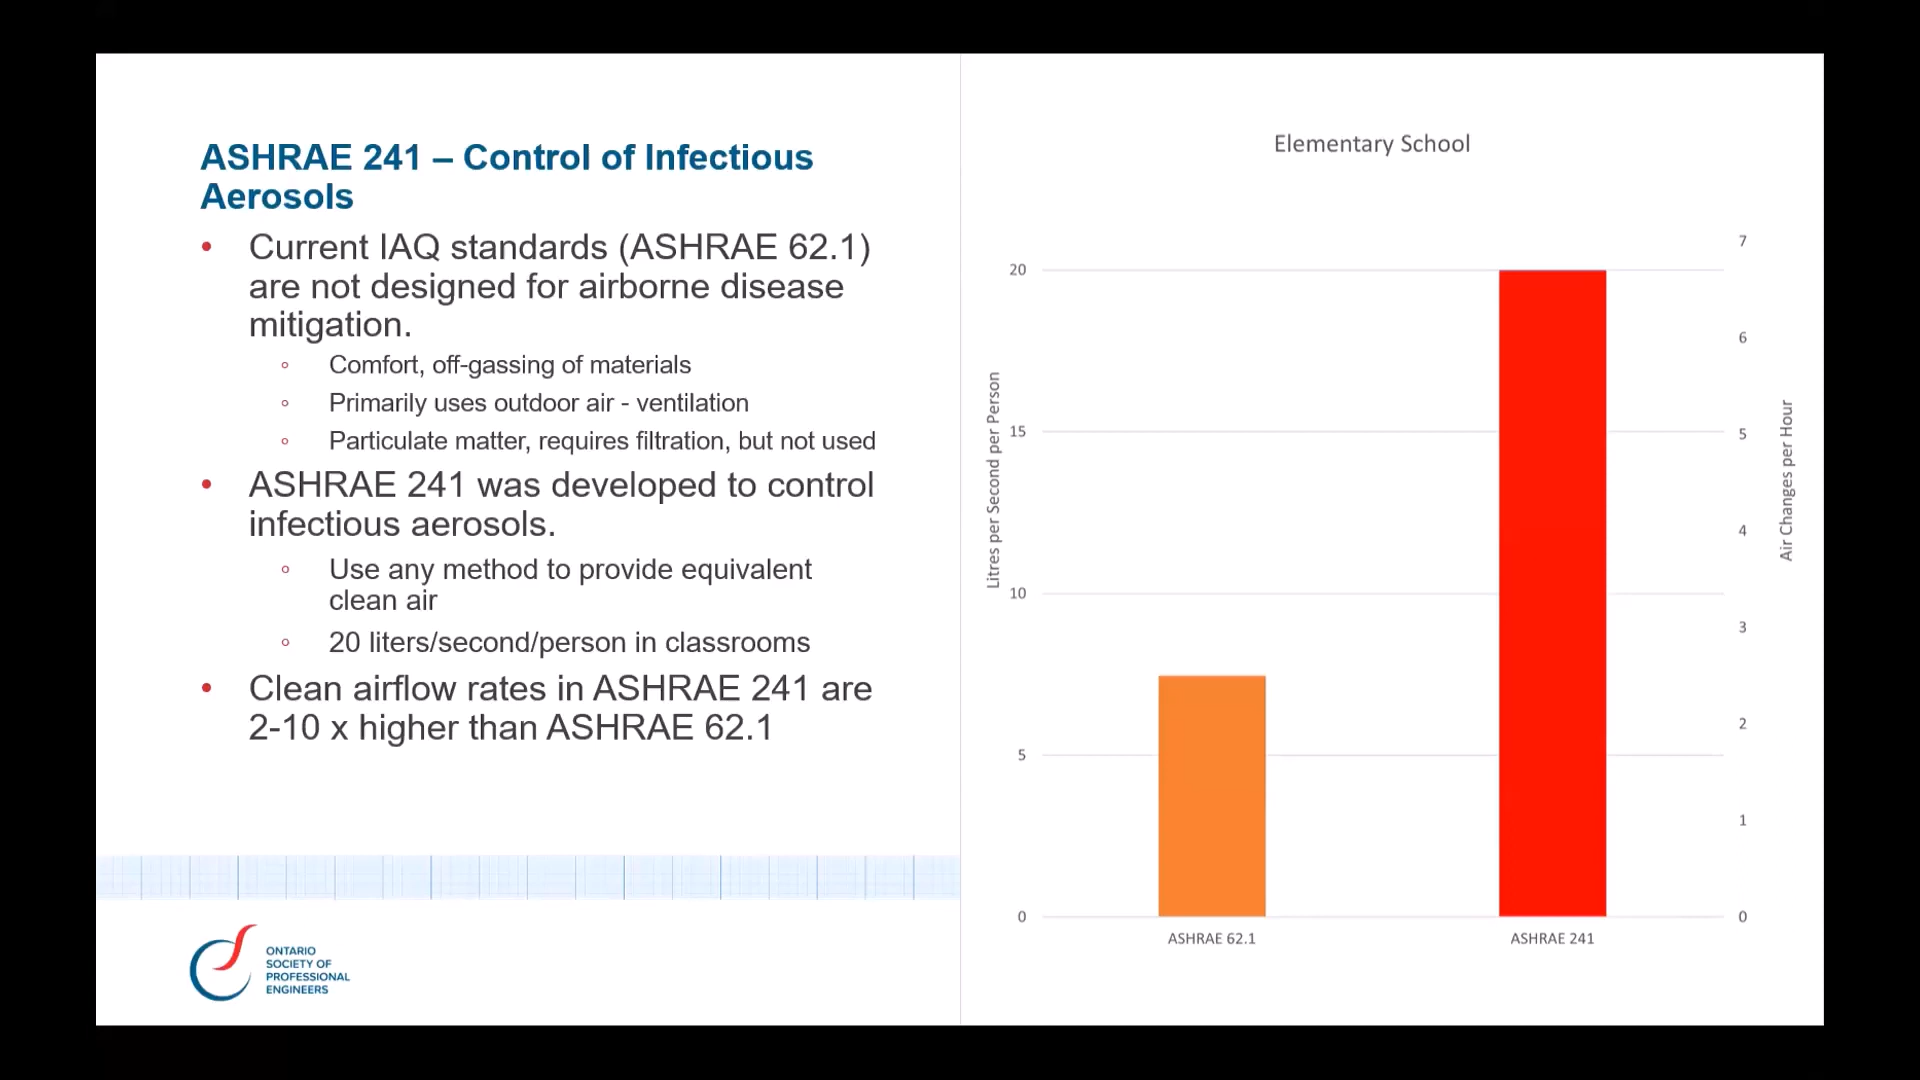 ASHRAE 241 – Control of Infectious
Aerosols
• Current IAQ standards (ASHRAE 62.1)
are not designed for airborne disease
mitigation.
◦ Comfort, off-gassing of materials
◦ Primarily uses outdoor air - ventilation
◦ Particulate matter, requires filtration, but not used
• ASHRAE 241 was developed to control
infectious aerosols.
◦ Use any method to provide equivalent
clean air
◦ 20 liters/second/person in classrooms
• Clean airflow rates in ASHRAE 241 are
2-10 x higher than ASHRAE 62.1
ONTARIO
SOCIETY OF
PROFESSIONAL
ENGINEERS
Elementary School
Litres per Second per Person
20
15
10
5
0
ASHRAE 62.1
ASHRAE 241
7
6
5
4
3
2
1
0
Air Changes per Hour